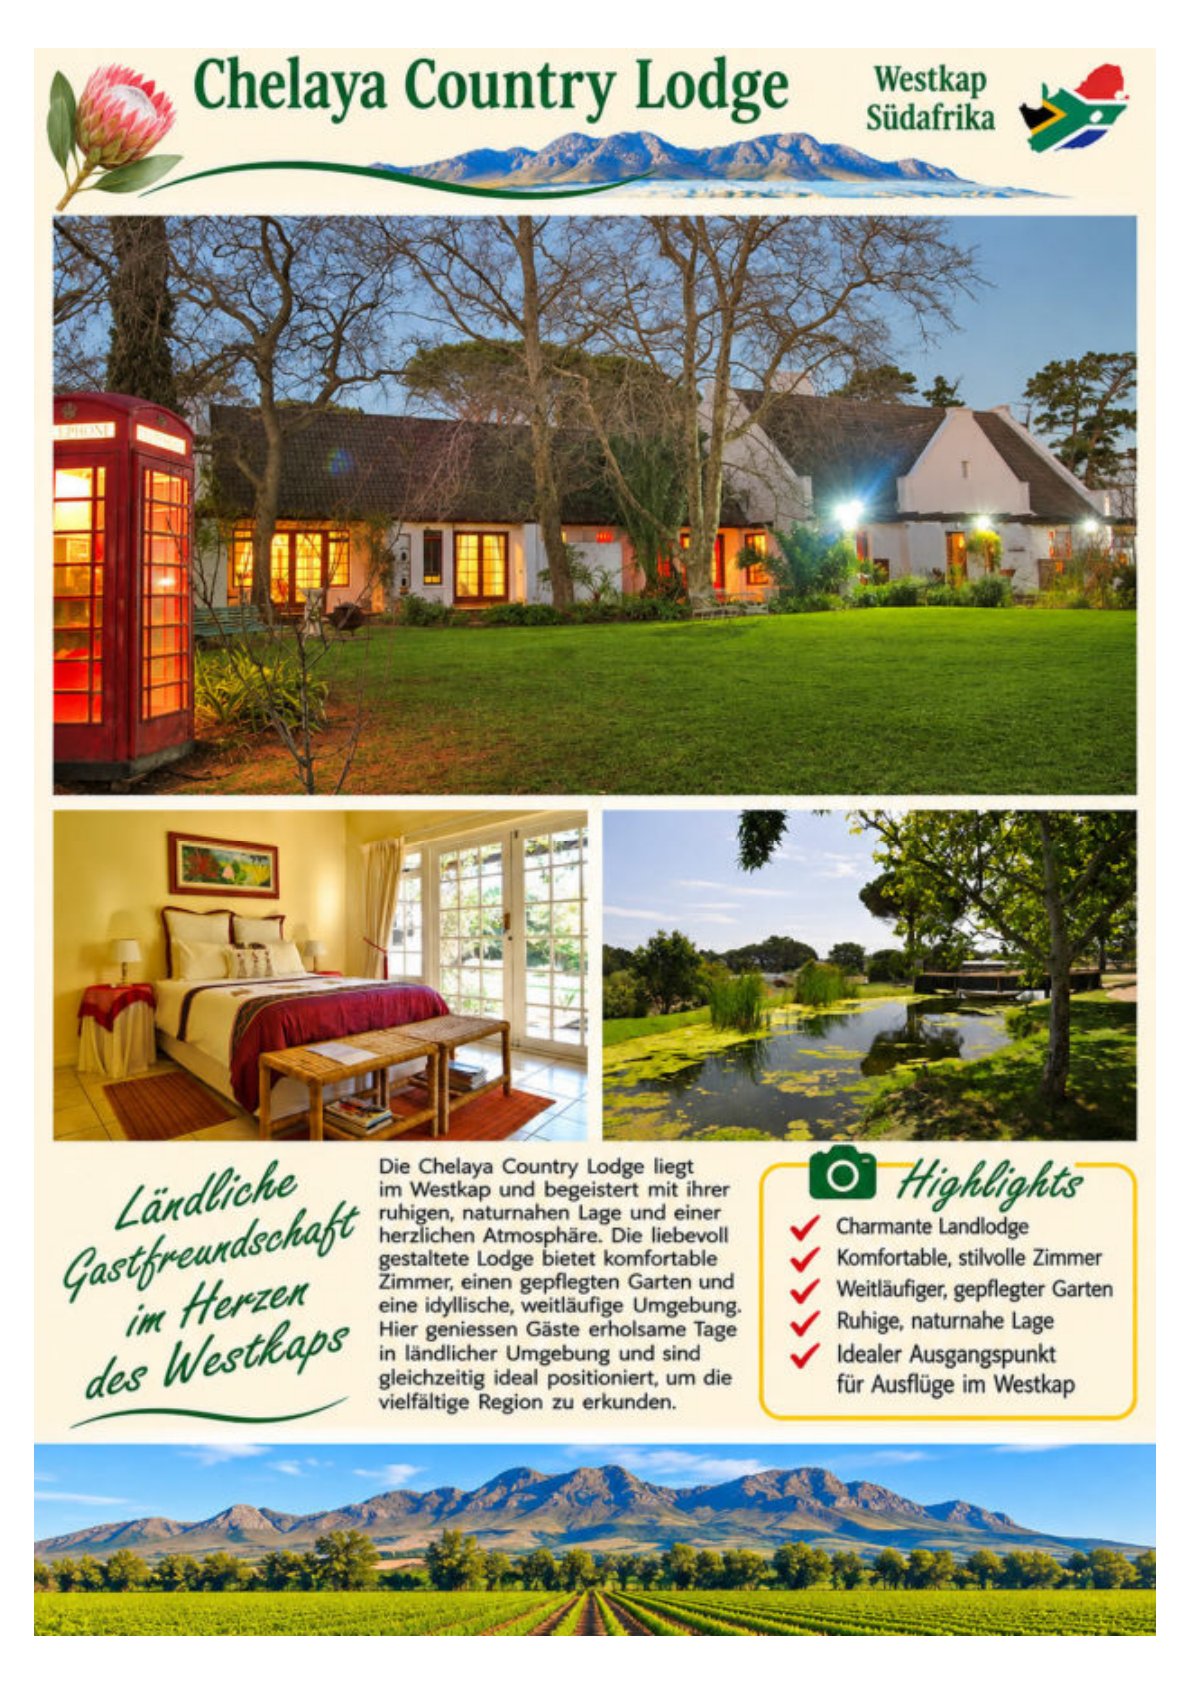 Chelaya Country Lodge
Westkap
Südafrika
Ländliche
Gastfreundschaft
im Herzen
des Westkaps
Die Chelaya Country Lodge liegt
im Westkap und begeistert mit ihrer
ruhigen, naturnahen Lage und einer
herzlichen Atmosphäre. Die liebevoll
gestaltete Lodge bietet komfortable
Zimmer, einen gepflegten Garten und
eine idyllische, weitläufige Umgebung.
Hier geniessen Gäste erholsame Tage
in ländlicher Umgebung und sind
gleichzeitig ideal positioniert, um die
vielfältige Region zu erkunden.
Highlights
Charmante Landlodge
Komfortable, stilvolle Zimmer
Weitläufiger, gepflegter Garten
Ruhige, naturnahe Lage
Idealer Ausgangspunkt
für Ausflüge im Westkap